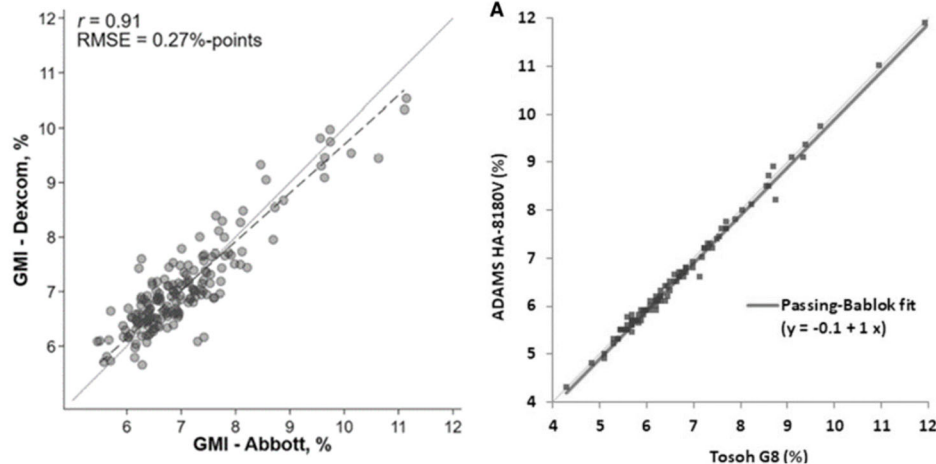 r = 0.91
RMSE = 0.27%-points
12
11
10
9
8
7
6
GMI - Dexcom, %
6 7 8 9 10 11 12
GMI - Abbott, %
A
12
11
10
9
8
7
6
5
4
ADAMS HA-8180V (%)
Passing-Bablok fit
(y = -0.1 + 1 x)
4 5 6 7 8 9 10 11 12
Tosoh G8 (%)